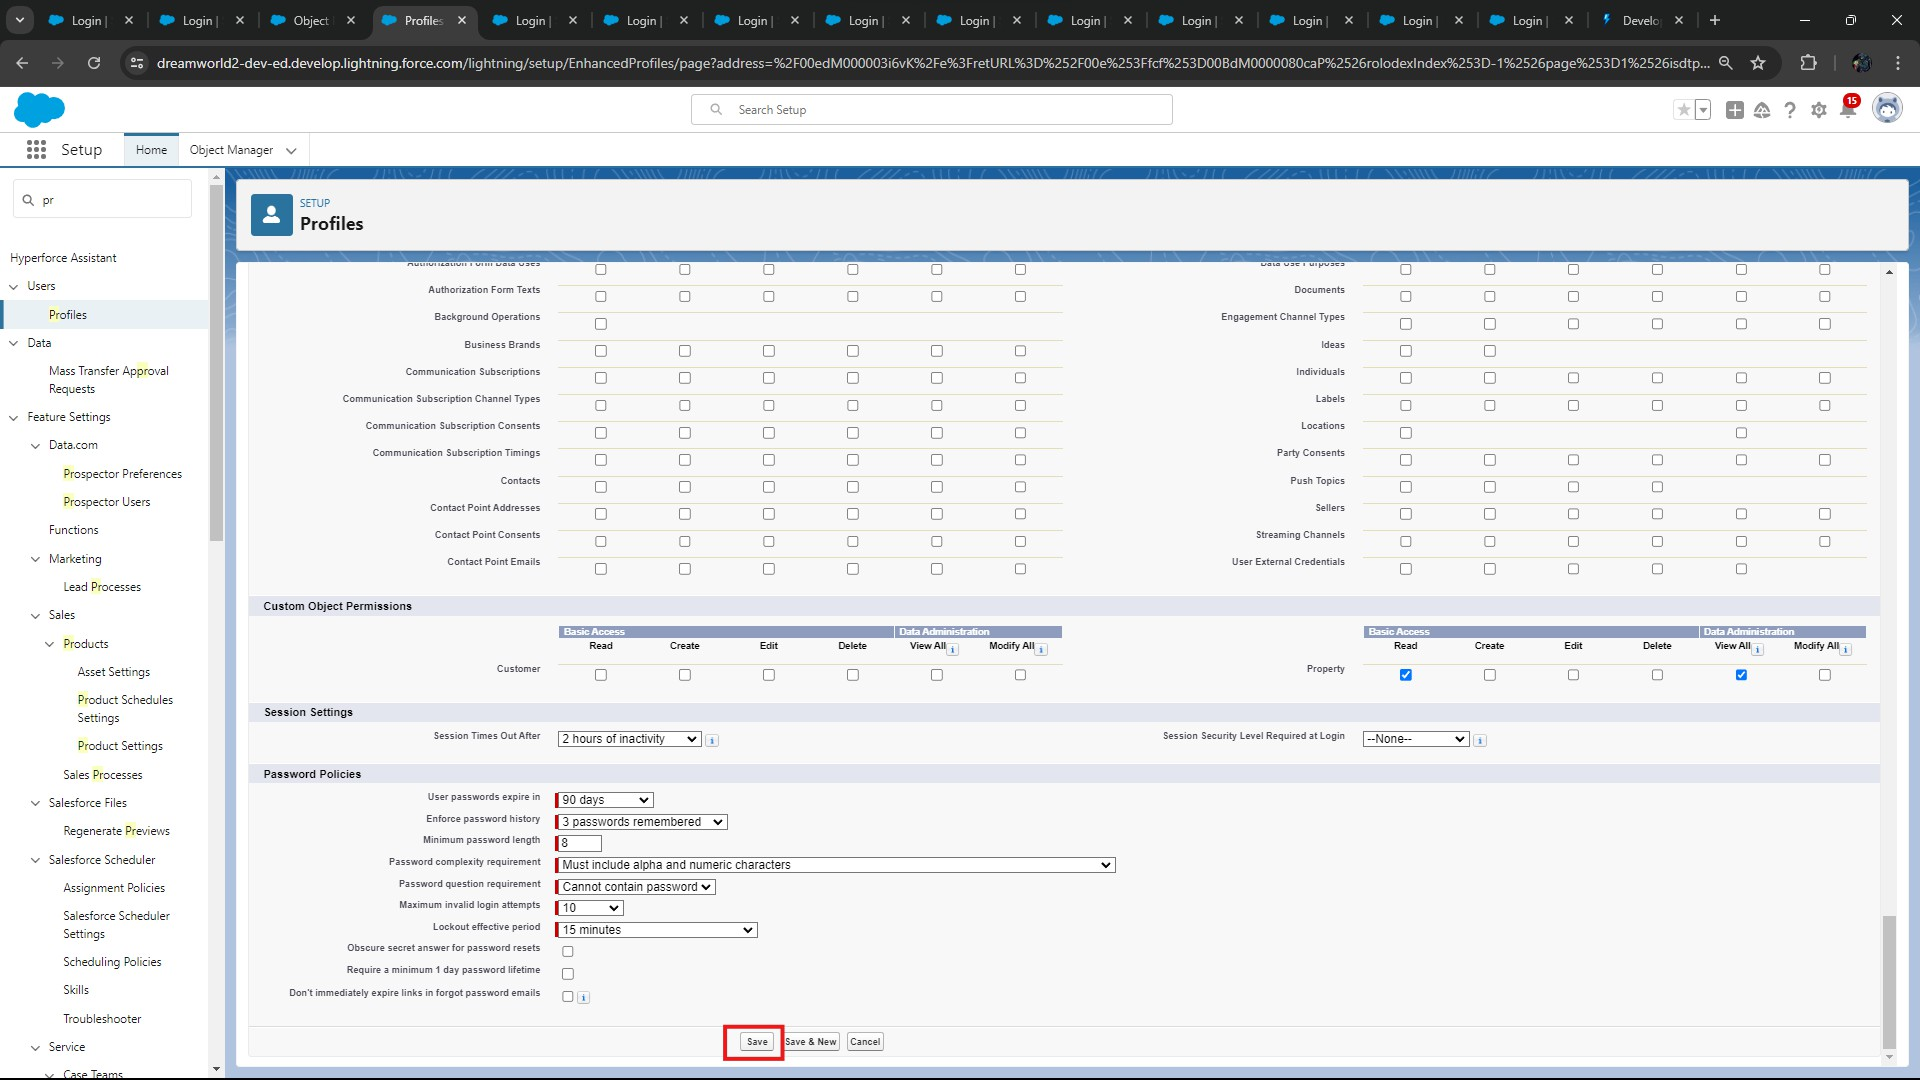 Login |
Login |
Object
Profiles
Login |
Login |
Login |
Login |
Login |
Login |
Login |
Login |
Login |
Login |
Develo
dreamworld2-dev-ed.develop.lightning.force.com/lightning/setup/EnhancedProfiles/page?address=%2F00edM000003i6vK%2Fe%3FretURL%3D%252F00e%253Ffcf%253D00BdM0000080caP%2526rolodexIndex%253D-1%2526page%253D1%2526isdtp...
Search Setup
15
Setup
Home
Object Manager
pr
Hyperforce Assistant
Users
Profiles
Data
Mass Transfer Approval
Requests
Feature Settings
Data.com
Prospector Preferences
Prospector Users
Functions
Marketing
Lead Processes
Sales
Products
Asset Settings
Product Schedules
Settings
Product Settings
Sales Processes
Salesforce Files
Regenerate Previews
Salesforce Scheduler
Assignment Policies
Salesforce Scheduler
Settings
Scheduling Policies
Skills
Troubleshooter
Service
Case Teams
SETUP
Profiles
Authorization Form Data Uses
Data Use Purposes
Authorization Form Texts
Documents
Background Operations
Engagement Channel Types
Business Brands
Ideas
Communication Subscriptions
Individuals
Communication Subscription Channel Types
Labels
Communication Subscription Consents
Locations
Communication Subscription Timings
Party Consents
Contacts
Push Topics
Contact Point Addresses
Sellers
Contact Point Consents
Streaming Channels
Contact Point Emails
User External Credentials
Custom Object Permissions
Basic Access Data Administration
Basic Access Data Administration
Read Create Edit Delete View All Modify All
Read Create Edit Delete View All Modify All
Customer
Property
Session Settings
Session Times Out After 2 hours of inactivity
Session Security Level Required at Login --None--
Password Policies
User passwords expire in 90 days
Enforce password history 3 passwords remembered
Minimum password length 8
Password complexity requirement Must include alpha and numeric characters
Password question requirement Cannot contain password
Maximum invalid login attempts 10
Lockout effective period 15 minutes
Obscure secret answer for password resets
Require a minimum 1 day password lifetime
Don't immediately expire links in forgot password emails
Save Save & New Cancel